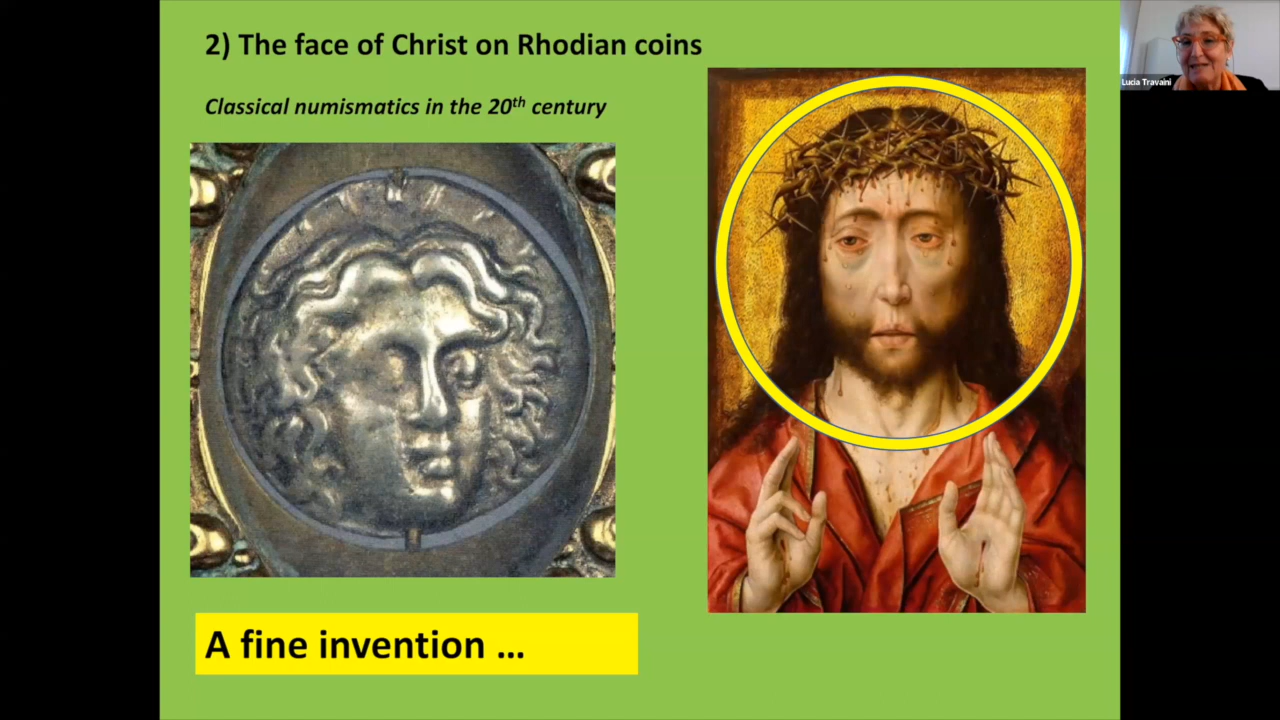 2) The face of Christ on Rhodian coins
Classical numismatics in the 20th century
A fine invention ...
Lucia Travaini